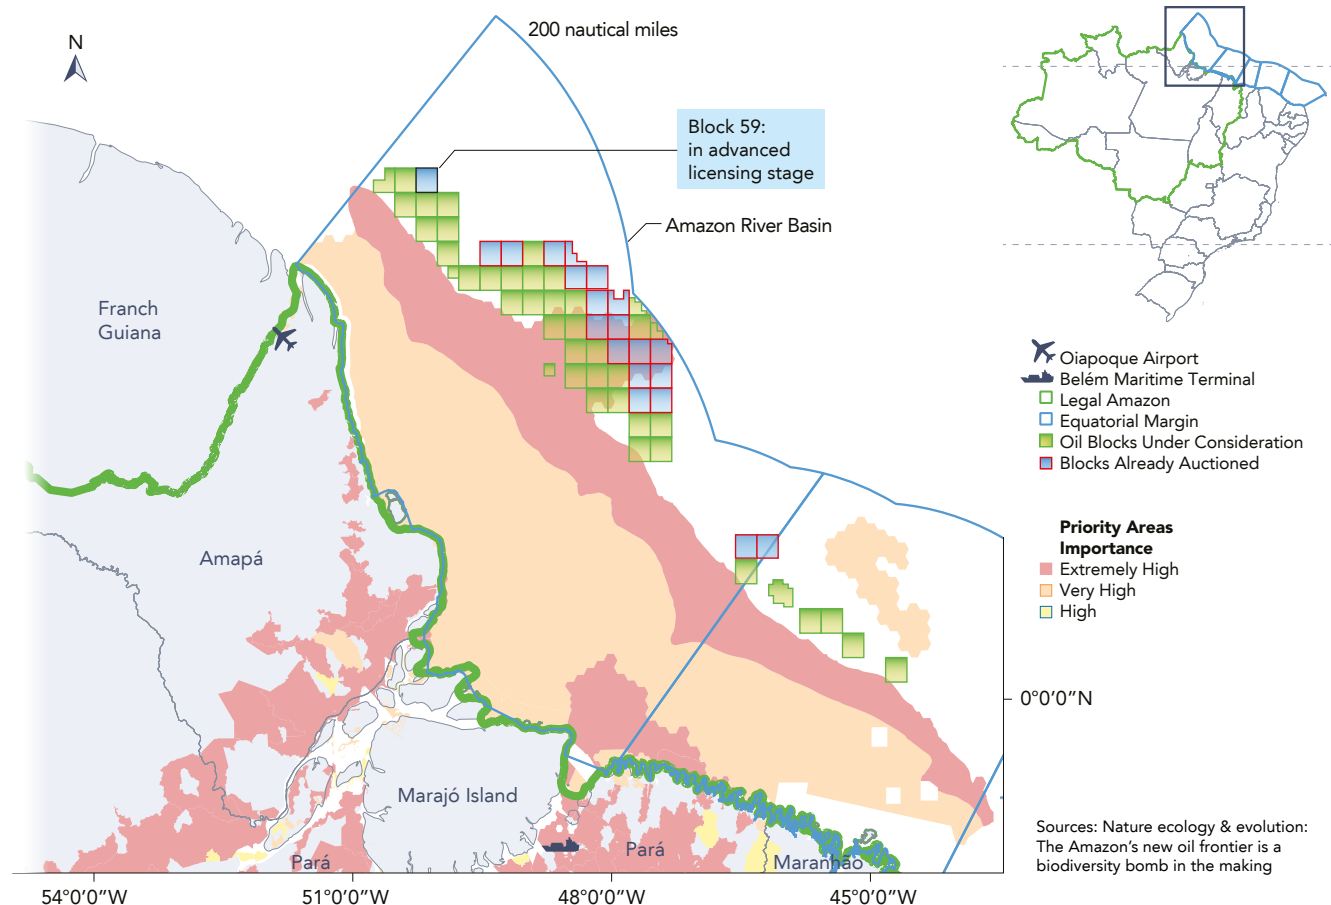 N
200 nautical miles
Block 59:
in advanced
licensing stage
Amazon River Basin
Franch
Guiana
Amapá
Marajó Island
Pará
Pará
Maranhão
54°0'0"W
51°0'0"W
48°0'0"W
45°0'0"W
0°0'0"N
Oiapoque Airport
Belém Maritime Terminal
Legal Amazon
Equatorial Margin
Oil Blocks Under Consideration
Blocks Already Auctioned
Priority Areas
Importance
Extremely High
Very High
High
Sources: Nature ecology & evolution:
The Amazon's new oil frontier is a
biodiversity bomb in the making